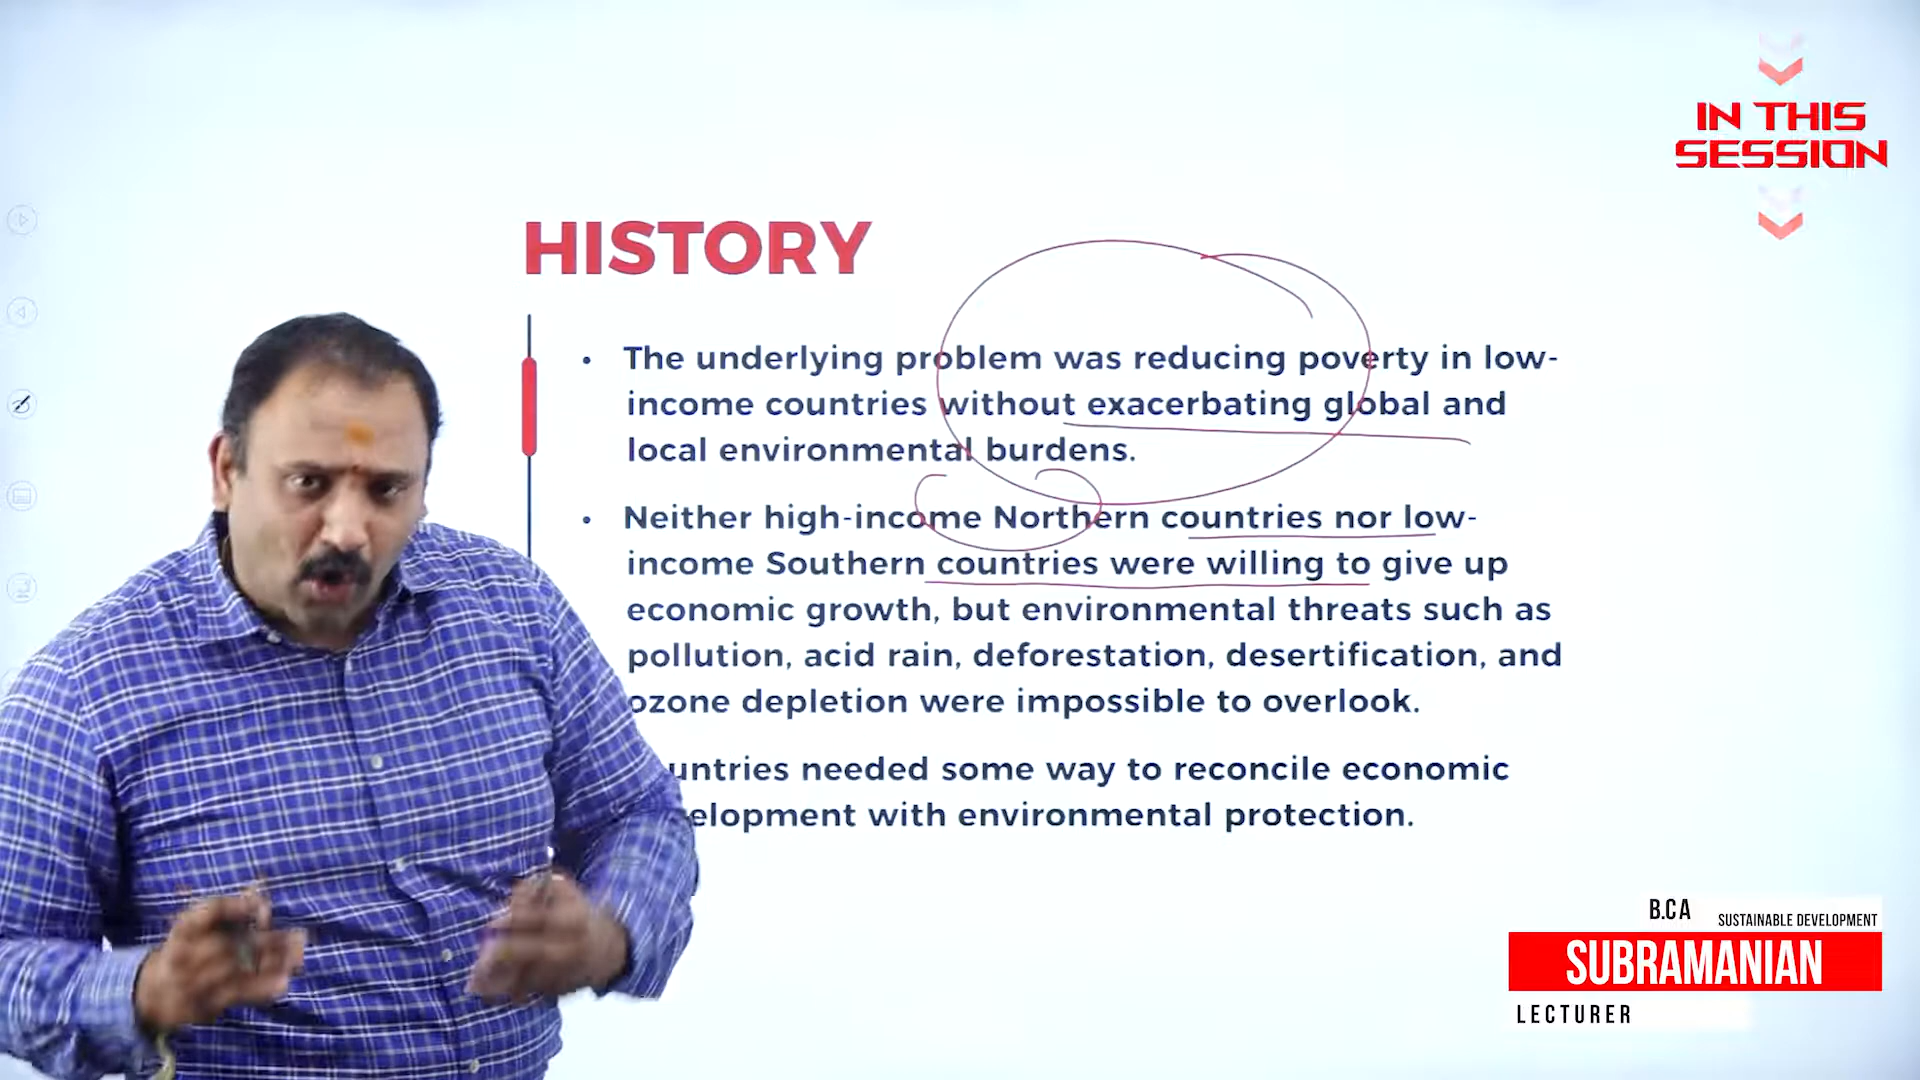 IN THIS
SESSION
HISTORY
• The underlying problem was reducing poverty in low-
income countries without exacerbating global and
local environmental burdens.
• Neither high-income Northern countries nor low-
income Southern countries were willing to give up
economic growth, but environmental threats such as
pollution, acid rain, deforestation, desertification, and
ozone depletion were impossible to overlook.
untries needed some way to reconcile economic
elopment with environmental protection.
B.CA
SUSTAINABLE DEVELOPMENT
SUBRAMANIAN
LECTURER